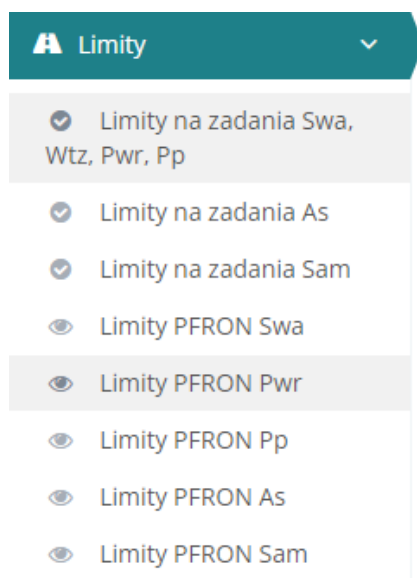 Limity
Limity na zadania Swa,
Wtz, Pwr, Pp
Limity na zadania As
Limity na zadania Sam
Limity PFRON Swa
Limity PFRON Pwr
Limity PFRON Pp
Limity PFRON As
Limity PFRON Sam